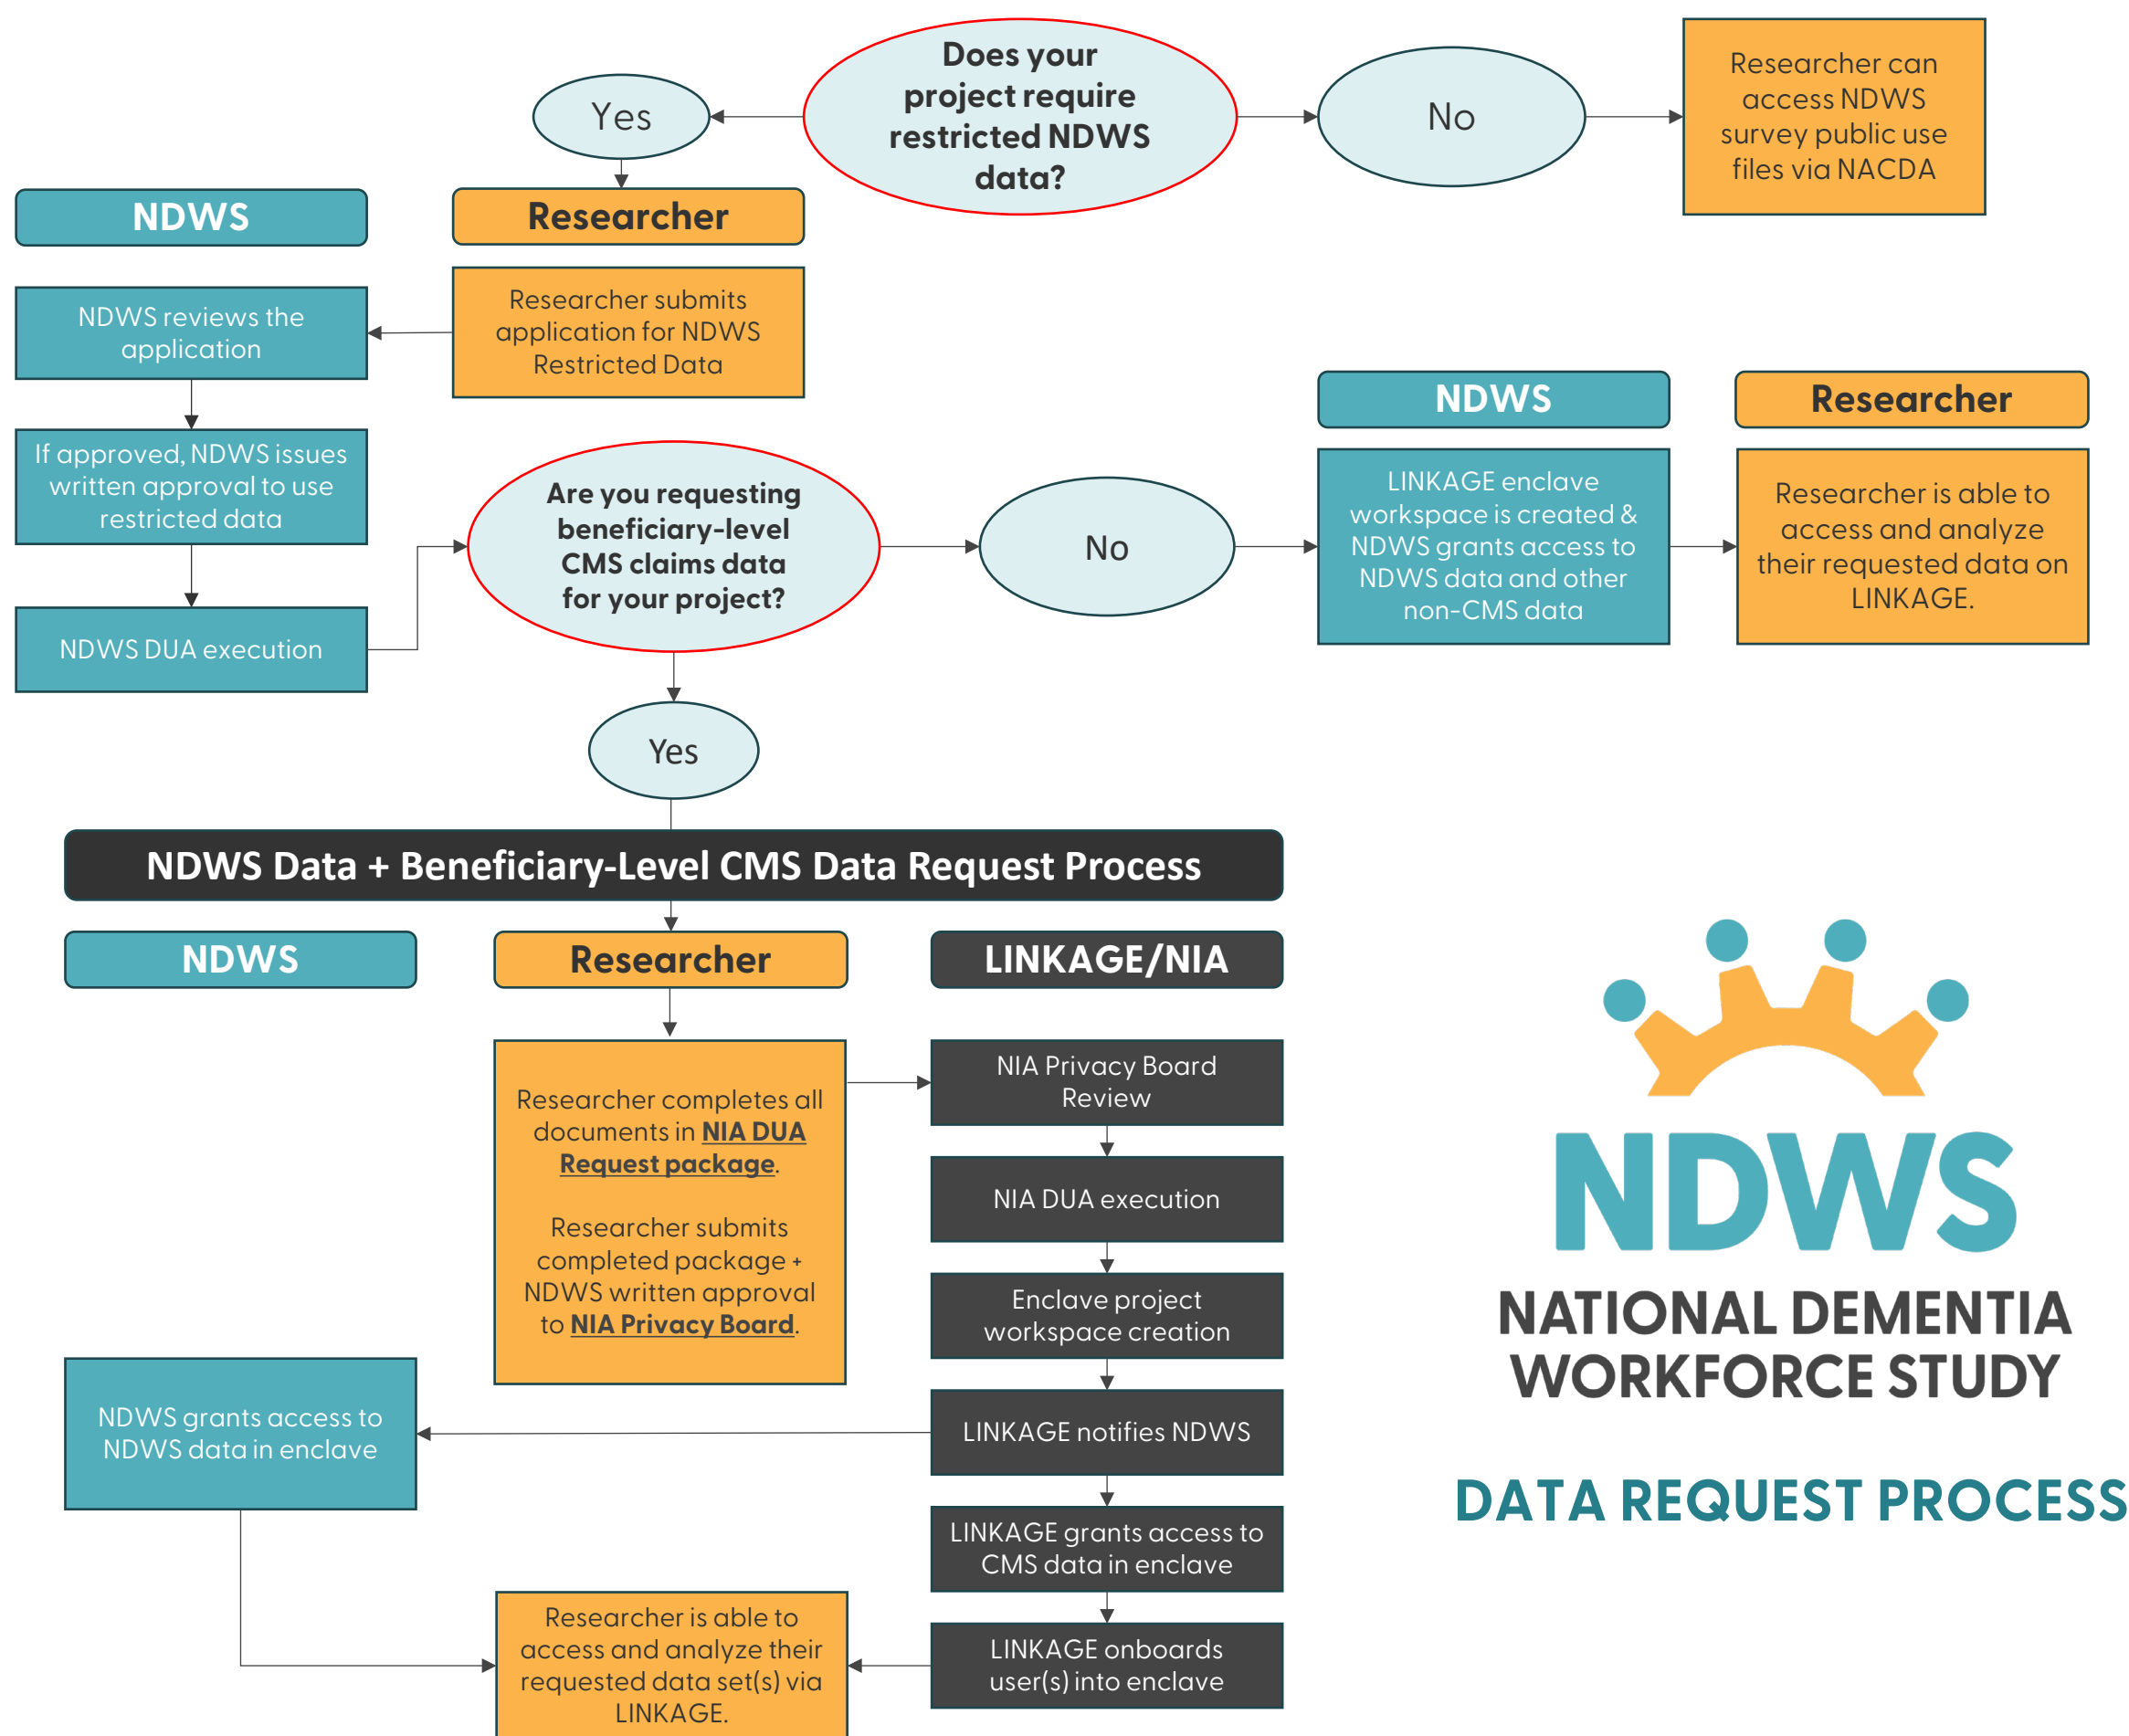 Does your
project require
restricted NDWS
data?
Yes
No
Researcher can
access NDWS
survey public use
files via NACDA
NDWS
Researcher
NDWS reviews the
application
Researcher submits
application for NDWS
Restricted Data
If approved, NDWS issues
written approval to use
restricted data
NDWS DUA execution
Are you requesting
beneficiary-level
CMS claims data
for your project?
No
NDWS
Researcher
LINKAGE enclave
workspace is created &
NDWS grants access to
NDWS data and other
non-CMS data
Researcher is able to
access and analyze
their requested data on
LINKAGE.
Yes
NDWS Data + Beneficiary-Level CMS Data Request Process
NDWS
Researcher
LINKAGE/NIA
Researcher completes all
documents in NIA DUA
Request package.
Researcher submits
completed package +
NDWS written approval
to NIA Privacy Board.
NIA Privacy Board
Review
NIA DUA execution
Enclave project
workspace creation
LINKAGE notifies NDWS
NDWS grants access to
NDWS data in enclave
LINKAGE grants access to
CMS data in enclave
LINKAGE onboards
user(s) into enclave
Researcher is able to
access and analyze their
requested data set(s) via
LINKAGE.
NDWS
NATIONAL DEMENTIA
WORKFORCE STUDY
DATA REQUEST PROCESS